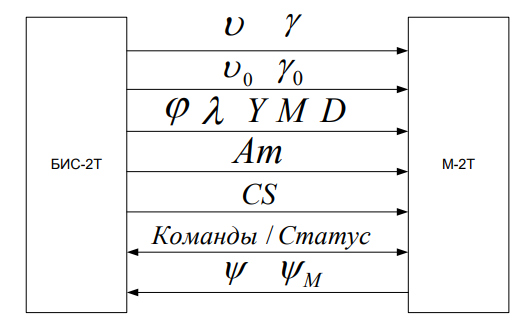 υ γ
υ₀ γ₀
φ λ Y M D
Am
БИС-2Т
М-2Т
CS
Команды / Статус
ψ ψ_M